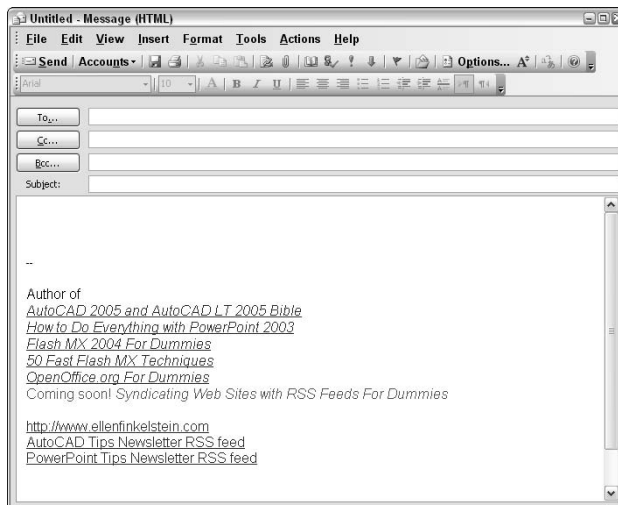 Untitled - Message (HTML)
File Edit View Insert Format Tools Actions Help
Send Accounts Options...
Arial 10 A B I U
To...
Cc...
Bcc...
Subject:
--
Author of
AutoCAD 2005 and AutoCAD LT 2005 Bible
How to Do Everything with PowerPoint 2003
Flash MX 2004 For Dummies
50 Fast Flash MX Techniques
OpenOffice.org For Dummies
Coming soon! Syndicating Web Sites with RSS Feeds For Dummies
http://www.ellenfinkelstein.com
AutoCAD Tips Newsletter RSS feed
PowerPoint Tips Newsletter RSS feed